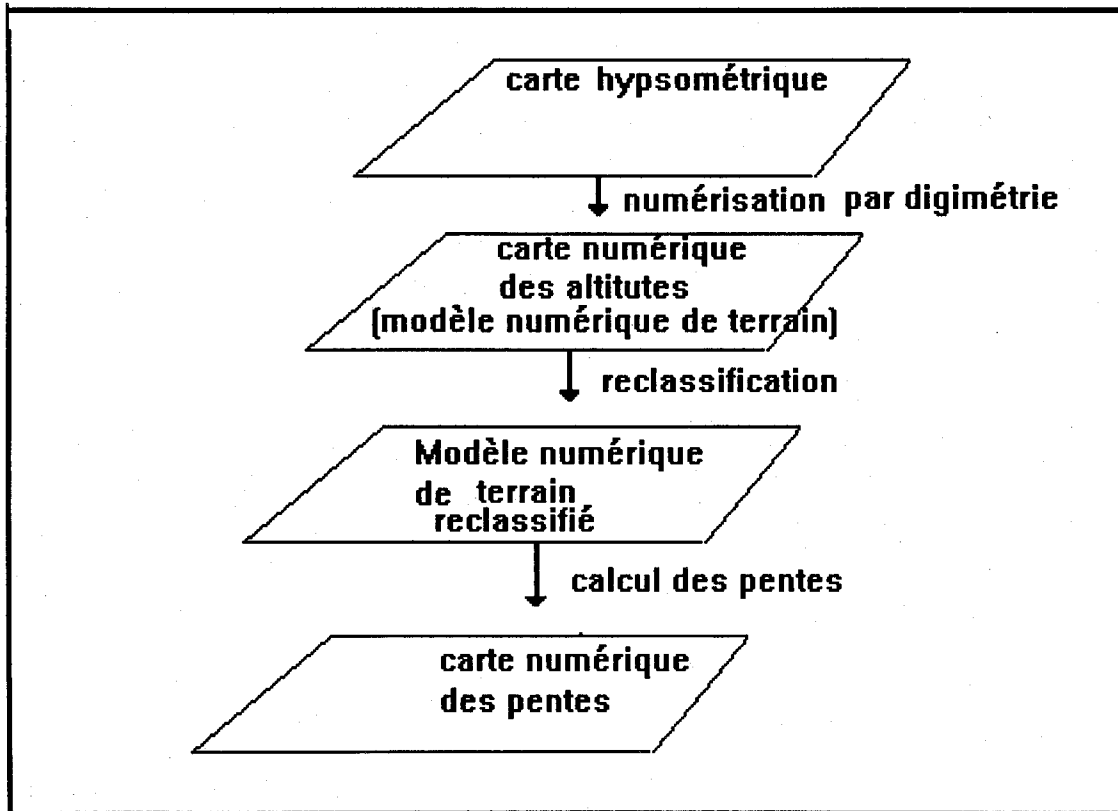 carte hypsométrique
numérisation par digimétrie
carte numérique
des altitutes
(modèle numérique de terrain)
reclassification
Modèle numérique
de terrain
reclassifié
calcul des pentes
carte numérique
des pentes